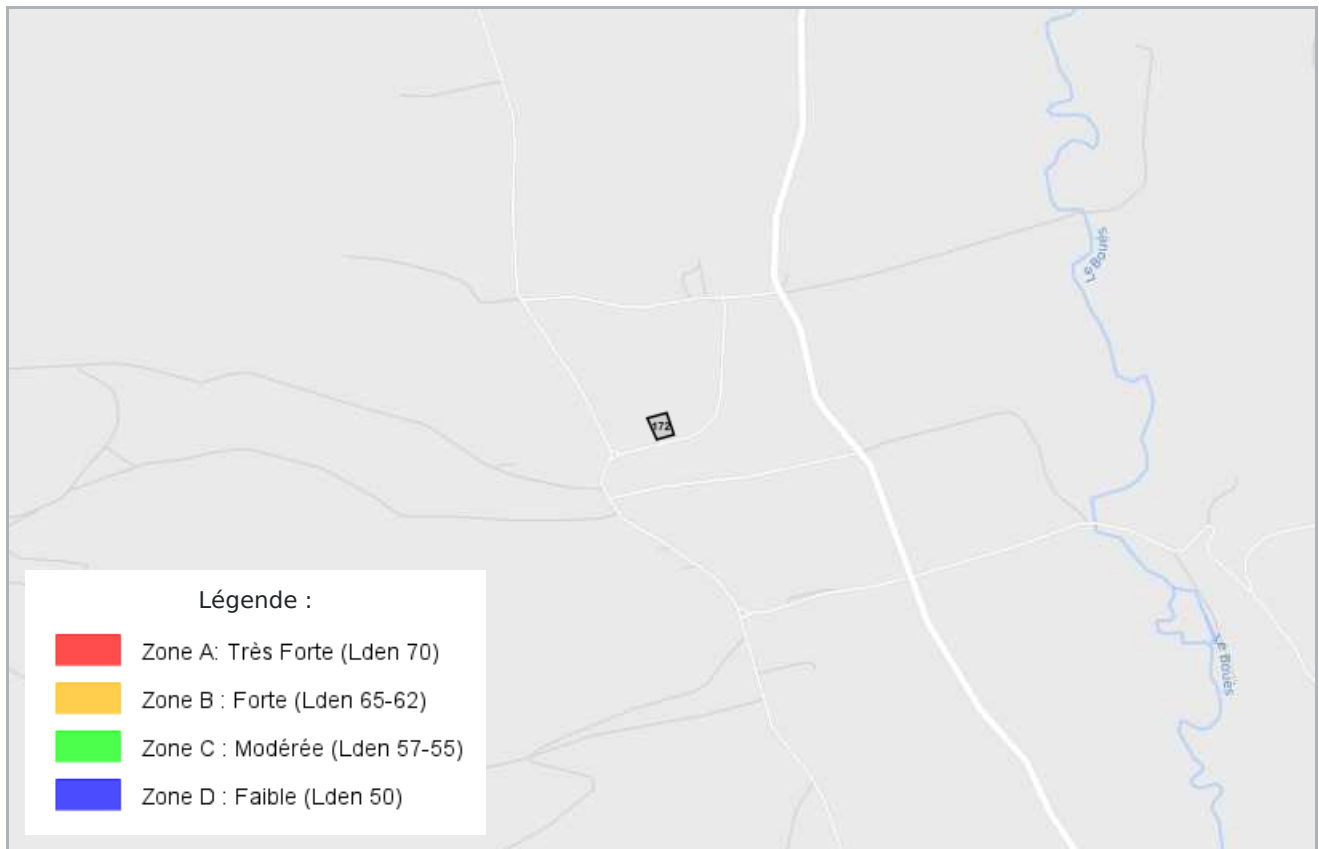 Le Bouès
172
Le Bouès
Légende :
Zone A: Très Forte (Lden 70)
Zone B : Forte (Lden 65-62)
Zone C : Modérée (Lden 57-55)
Zone D : Faible (Lden 50)